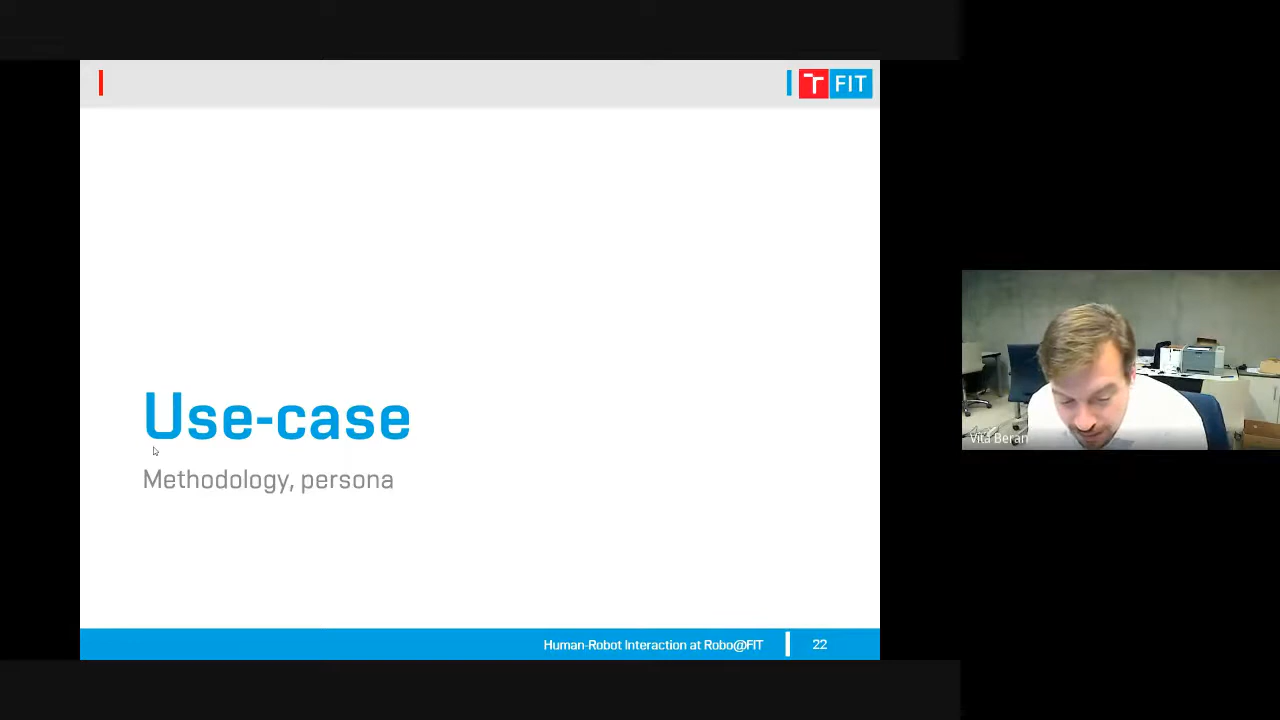 T FIT
Use-case
Methodology, persona
Human-Robot Interaction at Robo@FIT
22
Vita Beran